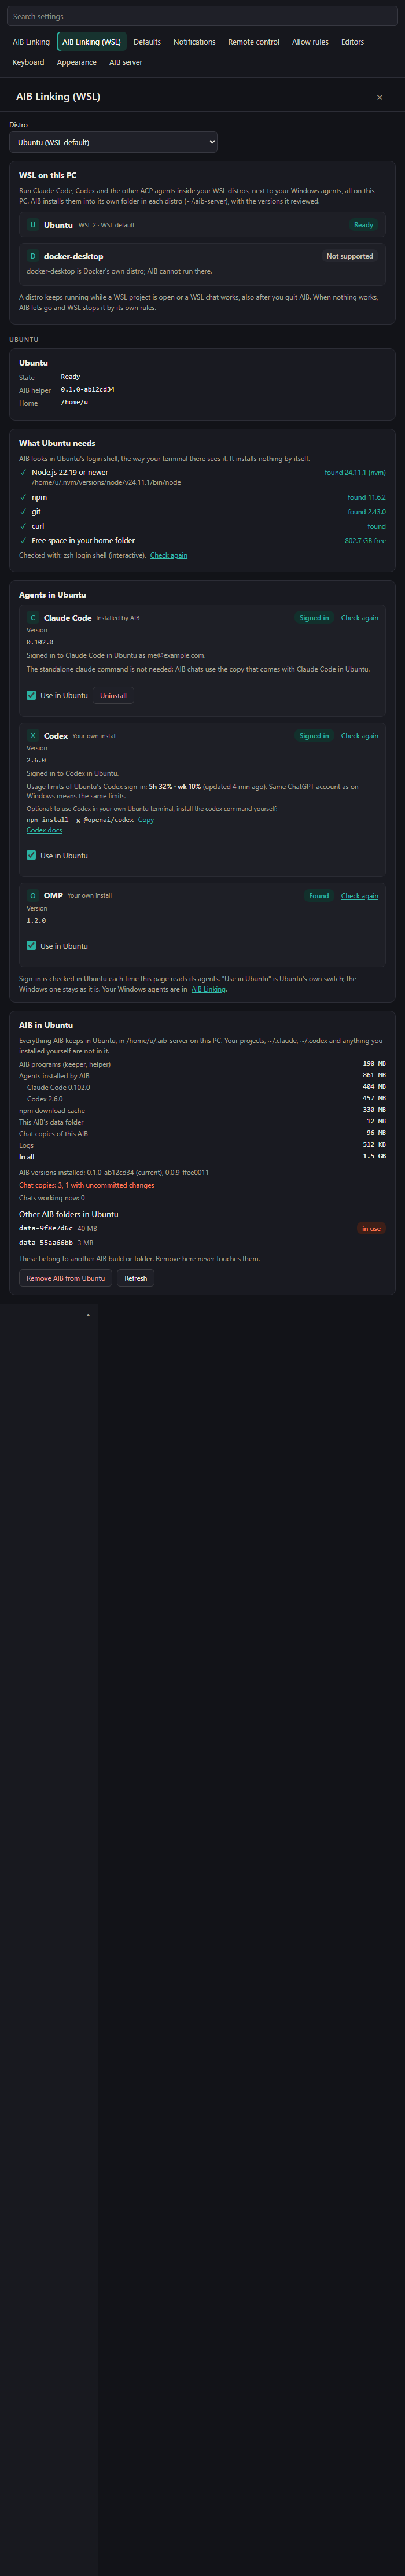 Search settings
AIB Linking
AIB Linking (WSL)
Defaults
Notifications
Remote control
Allow rules
Editors
Keyboard
Appearance
AIB server
AIB Linking (WSL)
×
Distro
Ubuntu (WSL default)
WSL on this PC
Run Claude Code, Codex and the other ACP agents inside your WSL distros, next to your Windows agents, all on this PC. AIB installs them into its own folder in each distro (~/.aib-server), with the versions it reviewed.
U Ubuntu WSL 2 · WSL default Ready
D docker-desktop Not supported
docker-desktop is Docker's own distro; AIB cannot run there.
A distro keeps running while a WSL project is open or a WSL chat works, also after you quit AIB. When nothing works, AIB lets go and WSL stops it by its own rules.
UBUNTU
Ubuntu
State Ready
AIB helper 0.1.0-ab12cd34
Home /home/u
What Ubuntu needs
AIB looks in Ubuntu's login shell, the way your terminal there sees it. It installs nothing by itself.
✓ Node.js 22.19 or newer found 24.11.1 (nvm)
/home/u/.nvm/versions/node/v24.11.1/bin/node
✓ npm found 11.6.2
✓ git found 2.43.0
✓ curl found
✓ Free space in your home folder 802.7 GB free
Checked with: zsh login shell (interactive). Check again
Agents in Ubuntu
C Claude Code Installed by AIB Signed in Check again
Version
0.102.0
Signed in to Claude Code in Ubuntu as me@example.com.
The standalone claude command is not needed: AIB chats use the copy that comes with Claude Code in Ubuntu.
Use in Ubuntu Uninstall
X Codex Your own install Signed in Check again
Version
2.6.0
Signed in to Codex in Ubuntu.
Usage limits of Ubuntu's Codex sign-in: 5h 32% · wk 10% (updated 4 min ago). Same ChatGPT account as on Windows means the same limits.
Optional: to use Codex in your own Ubuntu terminal, install the codex command yourself:
npm install -g @openai/codex Copy
Codex docs
Use in Ubuntu
O OMP Your own install Found Check again
Version
1.2.0
Use in Ubuntu
Sign-in is checked in Ubuntu each time this page reads its agents. "Use in Ubuntu" is Ubuntu's own switch; the Windows one stays as it is. Your Windows agents are in AIB Linking.
AIB in Ubuntu
Everything AIB keeps in Ubuntu, in /home/u/.aib-server on this PC. Your projects, ~/.claude, ~/.codex and anything you installed yourself are not in it.
AIB programs (keeper, helper) 190 MB
Agents installed by AIB 861 MB
Claude Code 0.102.0 404 MB
Codex 2.6.0 457 MB
npm download cache 330 MB
This AIB's data folder 12 MB
Chat copies of this AIB 96 MB
Logs 512 KB
In all 1.5 GB
AIB versions installed: 0.1.0-ab12cd34 (current), 0.0.9-ffee0011
Chat copies: 3, 1 with uncommitted changes
Chats working now: 0
Other AIB folders in Ubuntu
data-9f8e7d6c 40 MB in use
data-55aa66bb 3 MB
These belong to another AIB build or folder. Remove here never touches them.
Remove AIB from Ubuntu
Refresh